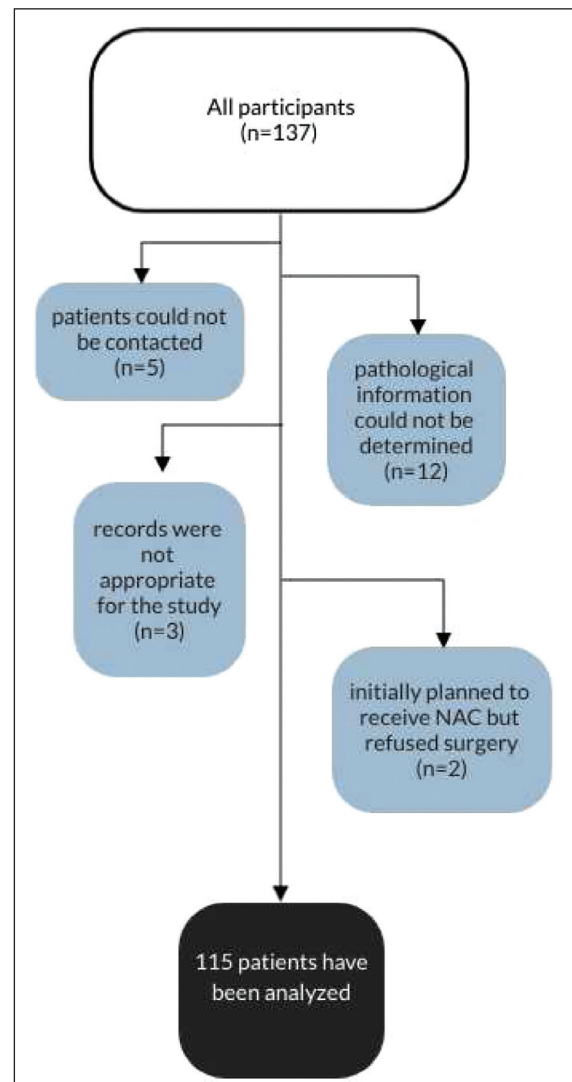 All participants
(n=137)
patients could not
be contacted
(n=5)
pathological
information
could not be
determined
(n=12)
records were
not
appropriate
for the study
(n=3)
initially planned to
receive NAC but
refused surgery
(n=2)
115 patients have
been analyzed